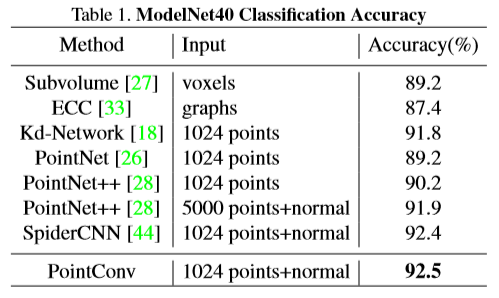 Table 1. ModelNet40 Classification Accuracy
Method Input Accuracy(%)
Subvolume [27] voxels 89.2
ECC [33] graphs 87.4
Kd-Network [18] 1024 points 91.8
PointNet [26] 1024 points 89.2
PointNet++ [28] 1024 points 90.2
PointNet++ [28] 5000 points+normal 91.9
SpiderCNN [44] 1024 points+normal 92.4
PointConv 1024 points+normal 92.5